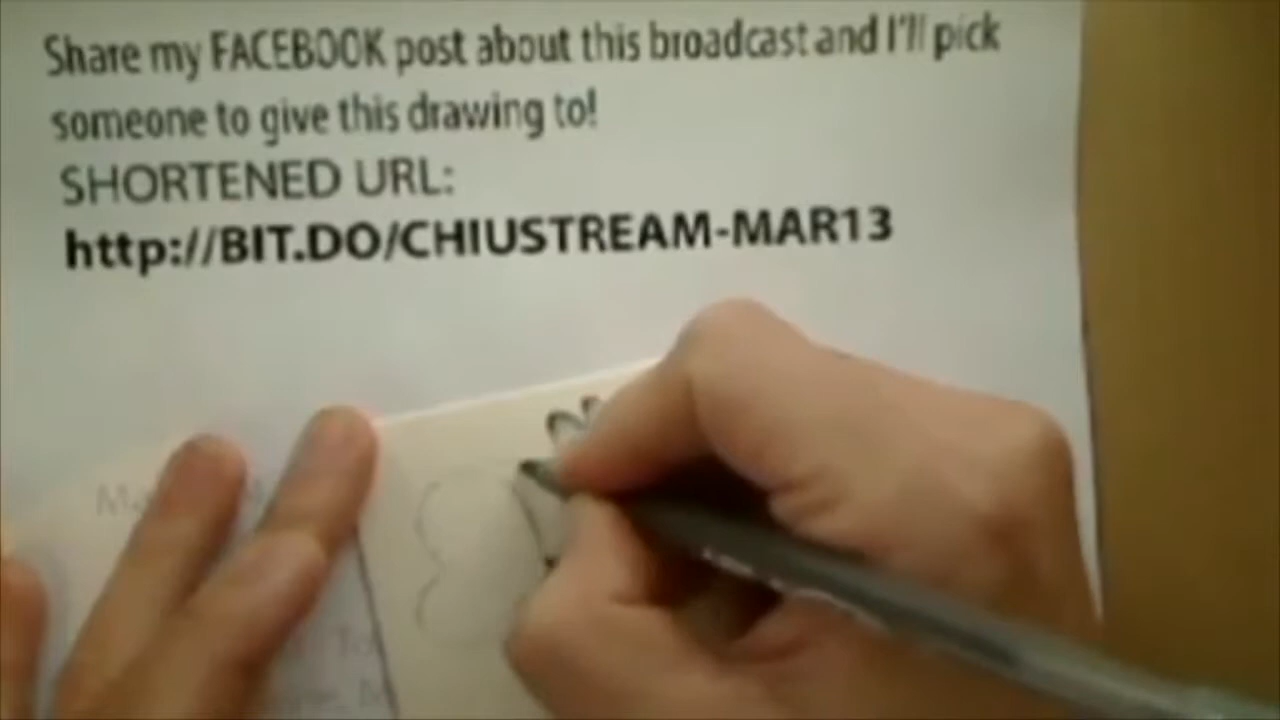 Share my FACEBOOK post about this broadcast and I'll pick
someone to give this drawing to!
SHORTENED URL:
http://BIT.DO/CHIUSTREAM-MAR13